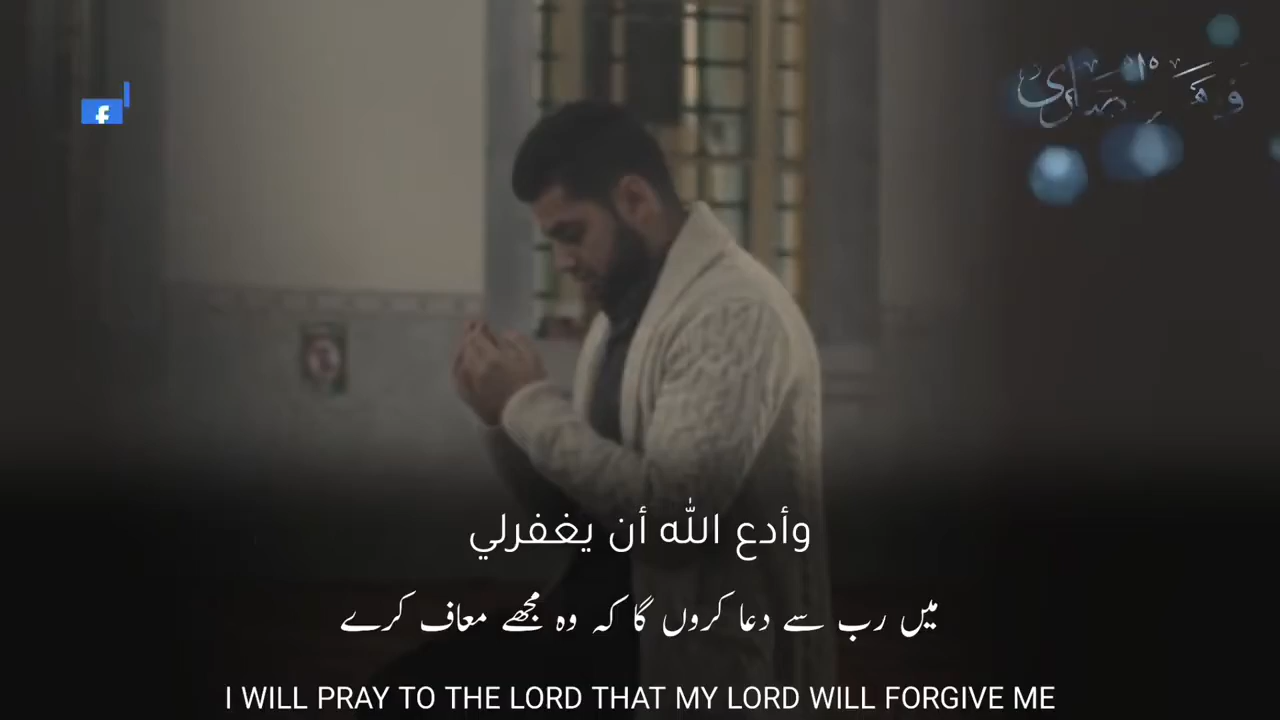 وأدع الله أن يغفرلي
میں رب سے دعا کروں گا کہ وہ مجھے معاف کرے
I WILL PRAY TO THE LORD THAT MY LORD WILL FORGIVE ME